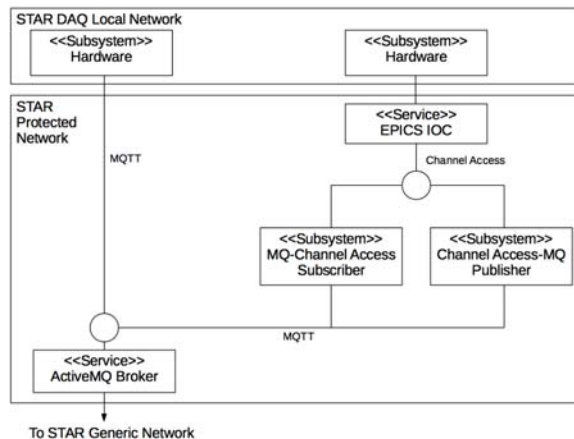 STAR DAQ Local Network
<<Subsystem>>
Hardware
<<Subsystem>>
Hardware
STAR
Protected
Network
<<Service>>
EPICS IOC
MQTT
Channel Access
<<Subsystem>>
MQ-Channel Access
Subscriber
<<Subsystem>>
Channel Access-MQ
Publisher
MQTT
<<Service>>
ActiveMQ Broker
To STAR Generic Network